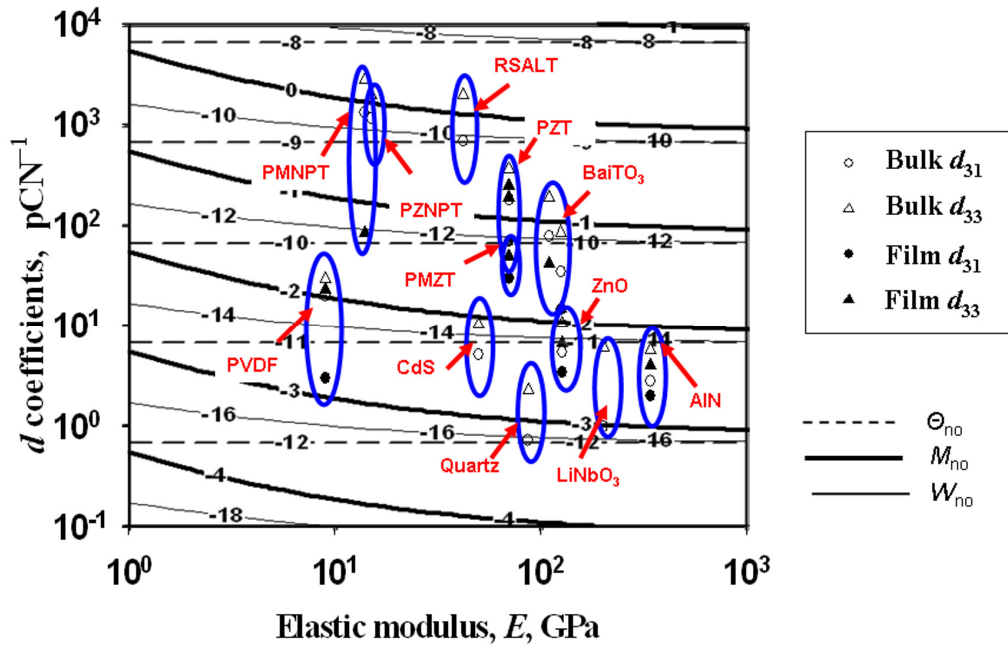 10⁴
10³
10²
10¹
10⁰
10⁻¹
d coefficients, pCN⁻¹
10⁰
10¹
10²
10³
Elastic modulus, E, GPa
-1
-8
-8
-8
0
-10
-10
-10
-9
-1
-1
-12
-12
-12
-10
-10
-2
-2
-14
-14
14
-11
1
-3
-3
-16
-16
-16
-12
-12
-4
-4
-18
RSALT
PZT
PMNPT
BaiTO₃
PZNPT
PMZT
ZnO
PVDF
CdS
AlN
Quartz
LiNbO₃
Bulk d₃₁
Bulk d₃₃
Film d₃₁
Film d₃₃
Θno
Mno
Wno